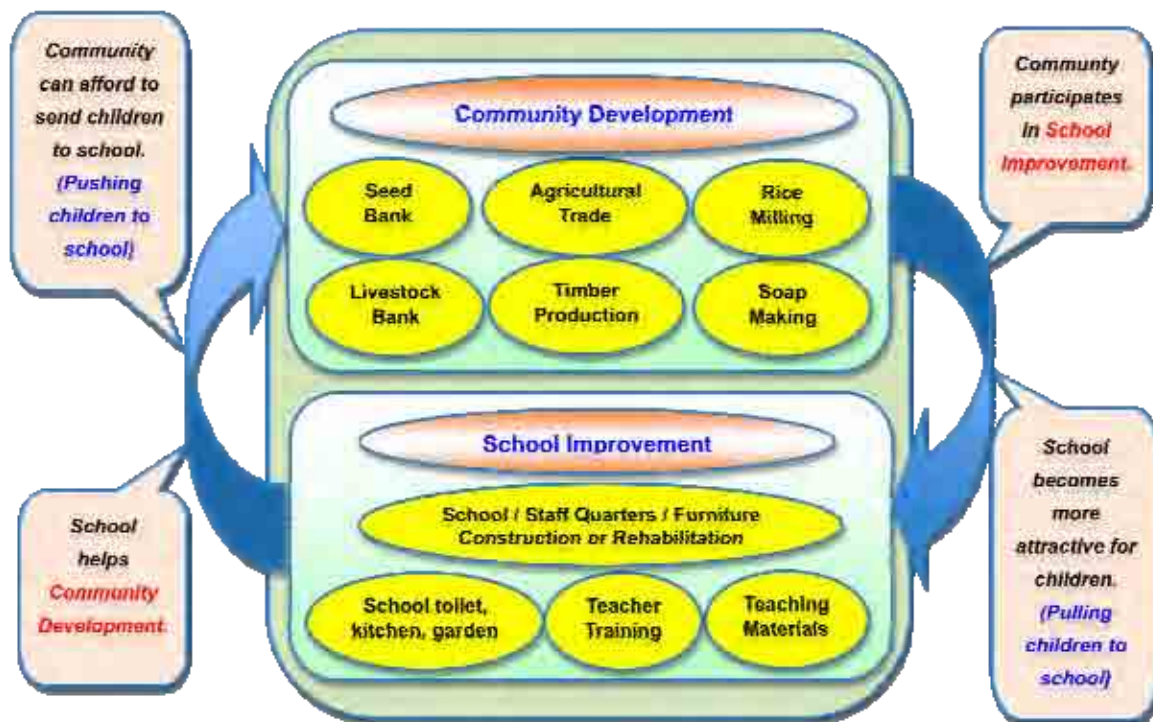 Community
can afford to
send children
to school.
(Pushing
children to
school)
Community Development
Seed
Bank
Agricultural
Trade
Rice
Milling
Livestock
Bank
Timber
Production
Soap
Making
Communty
participates
in School
Improvement.
School
helps
Community
Development.
School Improvement
School / Staff Quarters / Furniture
Construction or Rehabilitation
School toilet,
kitchen, garden
Teacher
Training
Teaching
Materials
School
becomes
more
attractive for
children.
(Pulling
children to
school)